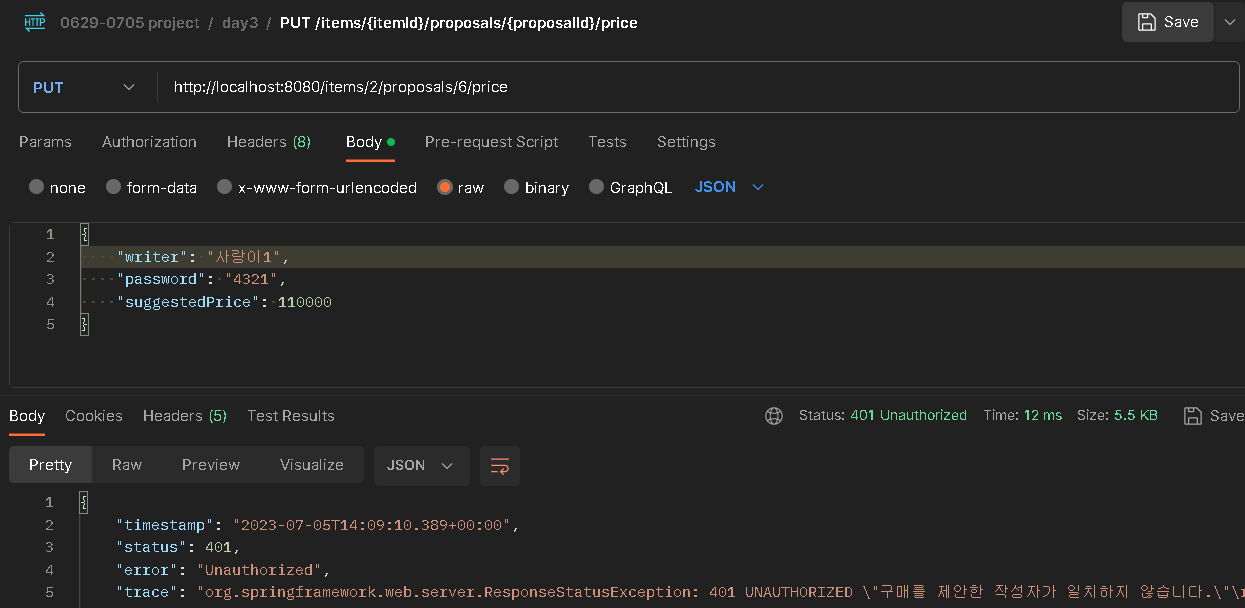 HTTP 0629-0705 project / day3 / PUT /items/{itemId}/proposals/{proposalId}/price Save
PUT http://localhost:8080/items/2/proposals/6/price
Params Authorization Headers (8) Body Pre-request Script Tests Settings
none form-data x-www-form-urlencoded raw binary GraphQL JSON
1 {
2 "writer": "사랑이1",
3 "password": "4321",
4 "suggestedPrice": 110000
5 }
Body Cookies Headers (5) Test Results Status: 401 Unauthorized Time: 12 ms Size: 5.5 KB Save
Pretty Raw Preview Visualize JSON
1 {
2 "timestamp": "2023-07-05T14:09:10.389+00:00",
3 "status": 401,
4 "error": "Unauthorized",
5 "trace": "org.springframework.web.server.ResponseStatusException: 401 UNAUTHORIZED \"구매를 제안한 작성자가 일치하지 않습니다.\"\